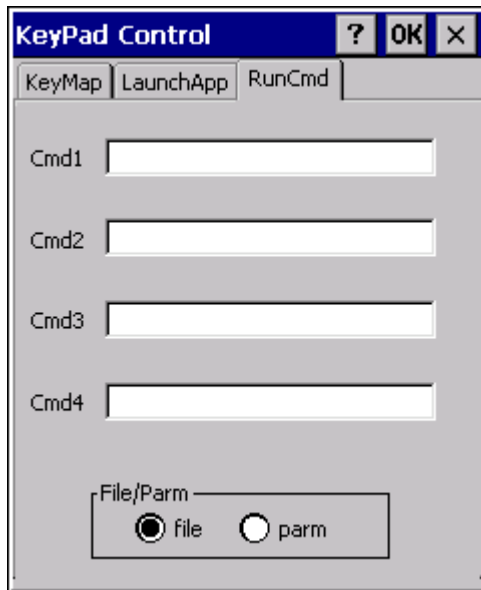 KeyPad Control ? OK ×
KeyMap LaunchApp RunCmd
Cmd1
Cmd2
Cmd3
Cmd4
File/Parm
file parm